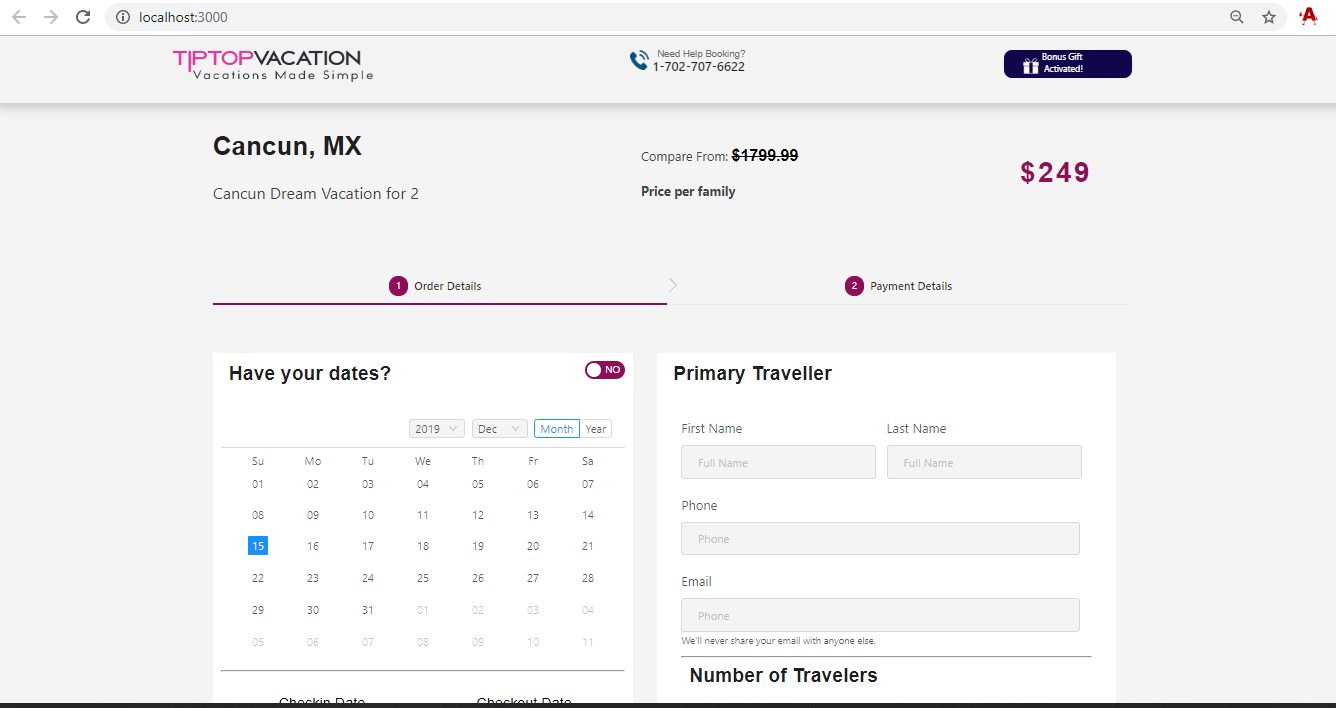 localhost:3000
TIPTOPVACATION
Vacations Made Simple
Need Help Booking?
1-702-707-6622
Bonus Gift
Activated!
Cancun, MX
Cancun Dream Vacation for 2
Compare From: $1799.99
Price per family
$249
1 Order Details
2 Payment Details
Have your dates?
NO
2019 Dec Month Year
Su Mo Tu We Th Fr Sa
01 02 03 04 05 06 07
08 09 10 11 12 13 14
15 16 17 18 19 20 21
22 23 24 25 26 27 28
29 30 31 01 02 03 04
05 06 07 08 09 10 11
Checkin Date Checkout Date
Primary Traveller
First Name Last Name
Full Name Full Name
Phone
Phone
Email
Phone
We'll never share your email with anyone else.
Number of Travelers